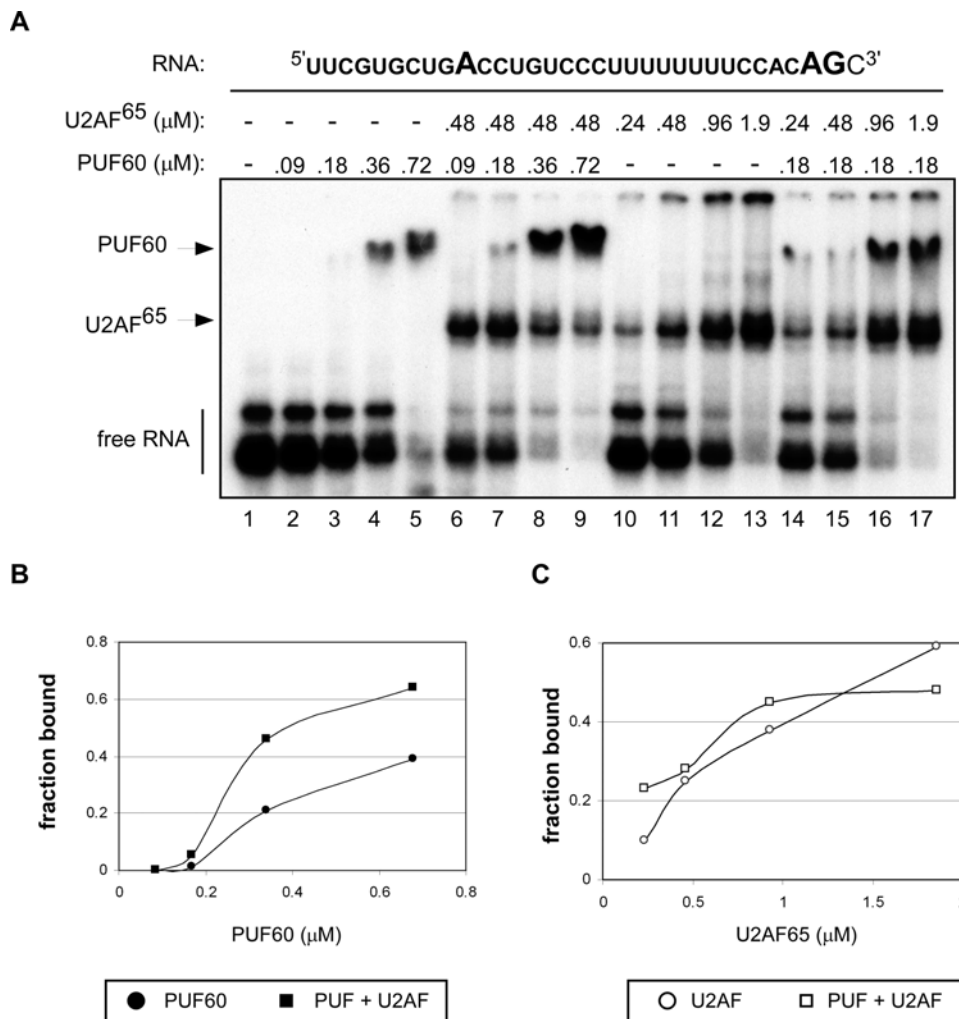 A
RNA: 5'UUCGUGCUGACCUGUCCCUUUUUUUUCCACAGC3'
U2AF65 (μM): - - - - - .48 .48 .48 .48 .24 .48 .96 1.9 .24 .48 .96 1.9
PUF60 (μM): - .09 .18 .36 .72 .09 .18 .36 .72 - - - - .18 .18 .18 .18
PUF60
U2AF65
free RNA
1 2 3 4 5 6 7 8 9 10 11 12 13 14 15 16 17
B
fraction bound
0.8
0.6
0.4
0.2
0
0 0.2 0.4 0.6 0.8
PUF60 (μM)
PUF60 PUF + U2AF
C
fraction bound
0.6
0.4
0.2
0
0 0.5 1 1.5
U2AF65 (μM)
U2AF PUF + U2AF